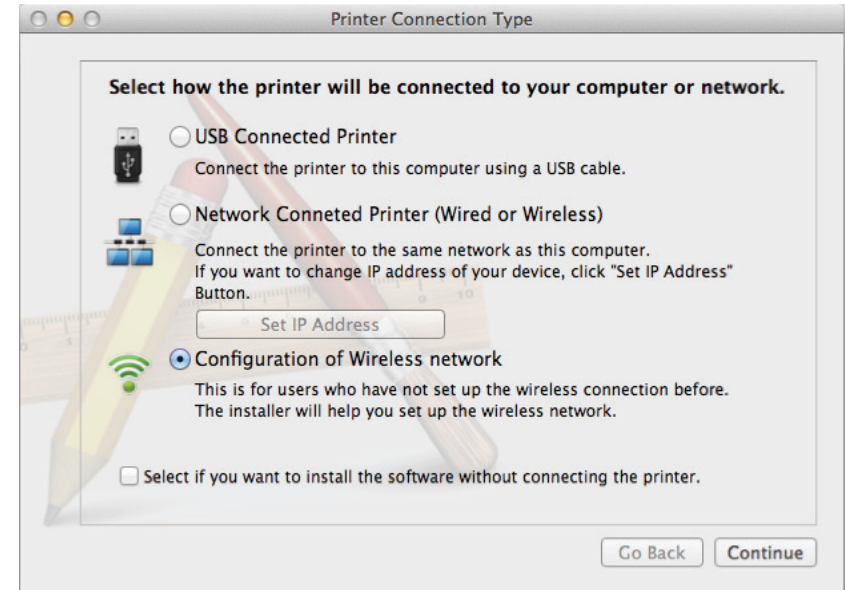 Printer Connection Type
Select how the printer will be connected to your computer or network.
USB Connected Printer
Connect the printer to this computer using a USB cable.
Network Conneted Printer (Wired or Wireless)
Connect the printer to the same network as this computer.
If you want to change IP address of your device, click "Set IP Address"
Button.
Set IP Address
Configuration of Wireless network
This is for users who have not set up the wireless connection before.
The installer will help you set up the wireless network.
Select if you want to install the software without connecting the printer.
Go Back
Continue